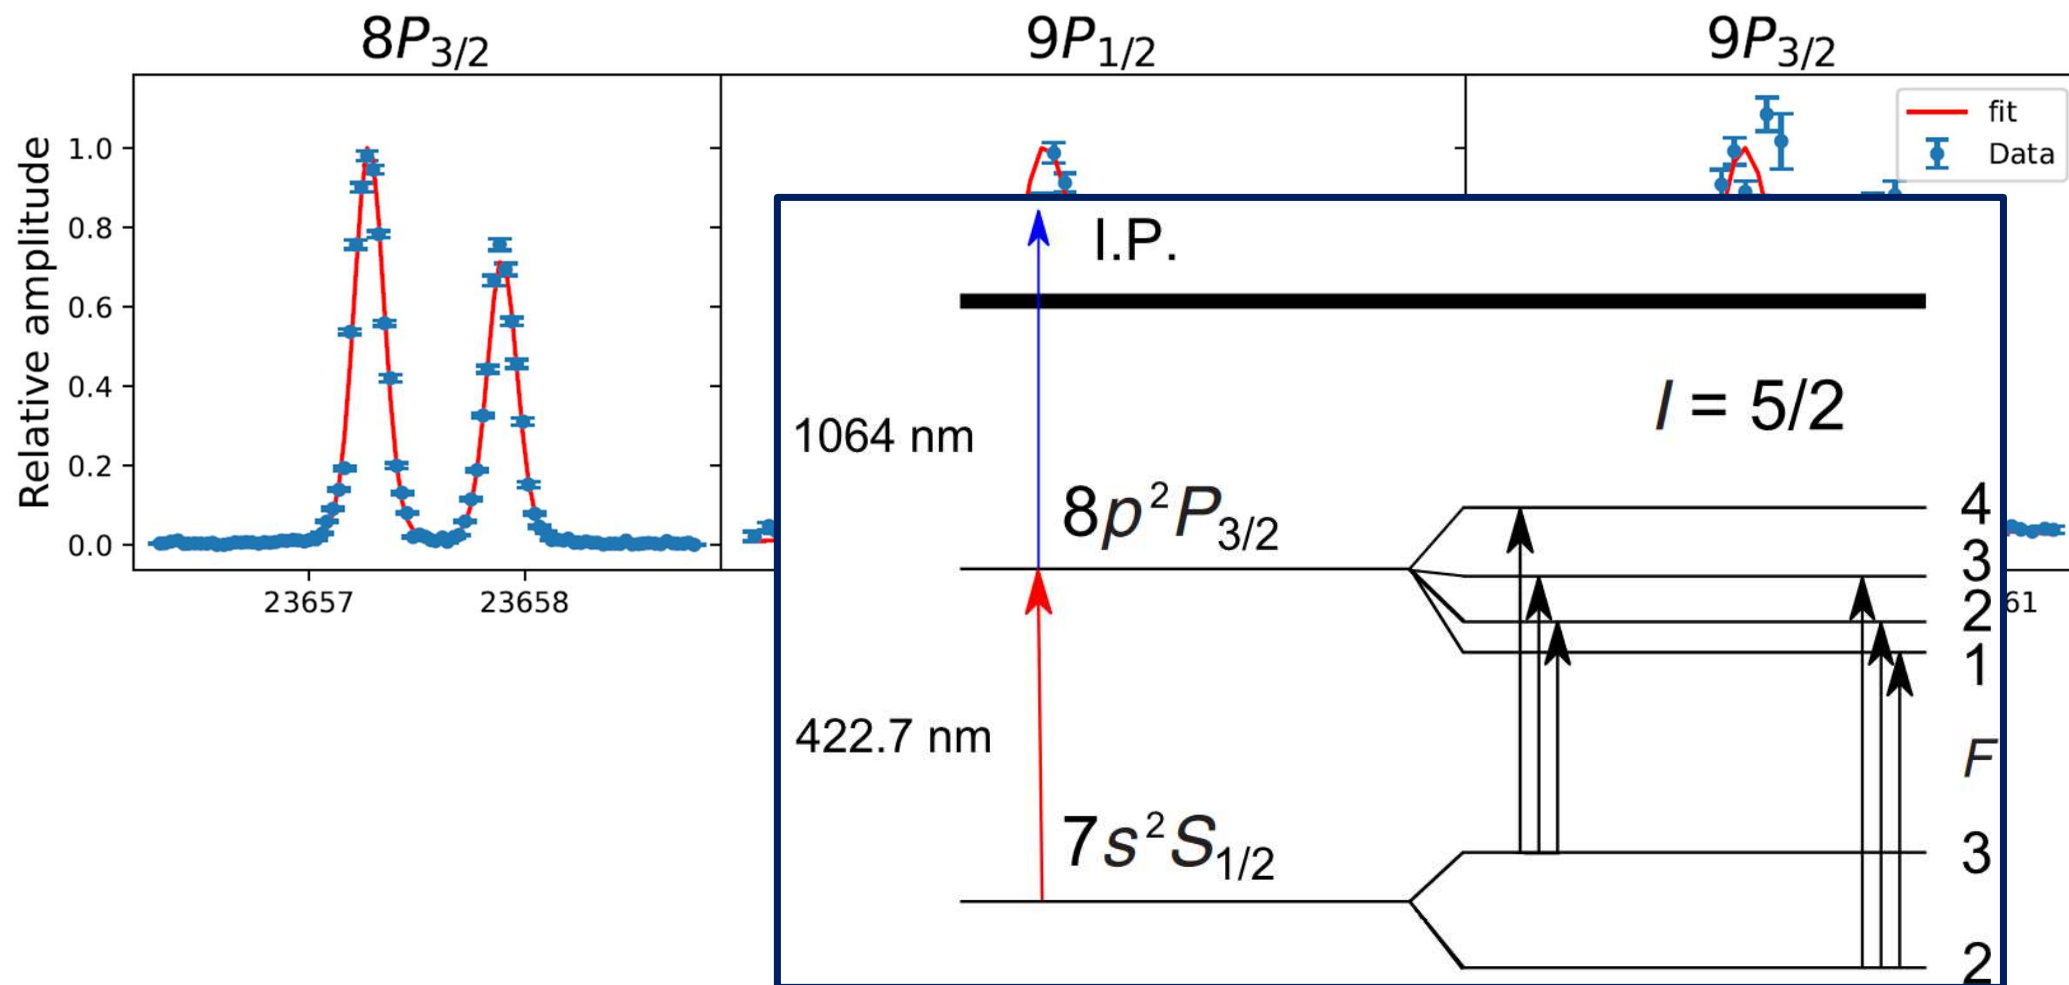 8P3/2
9P1/2
9P3/2
Relative amplitude
1.0
0.8
0.6
0.4
0.2
0.0
23657
23658
fit
Data
I.P.
1064 nm
I = 5/2
8p ²P3/2
4
3
2
1
422.7 nm
F
7s ²S1/2
3
2
61